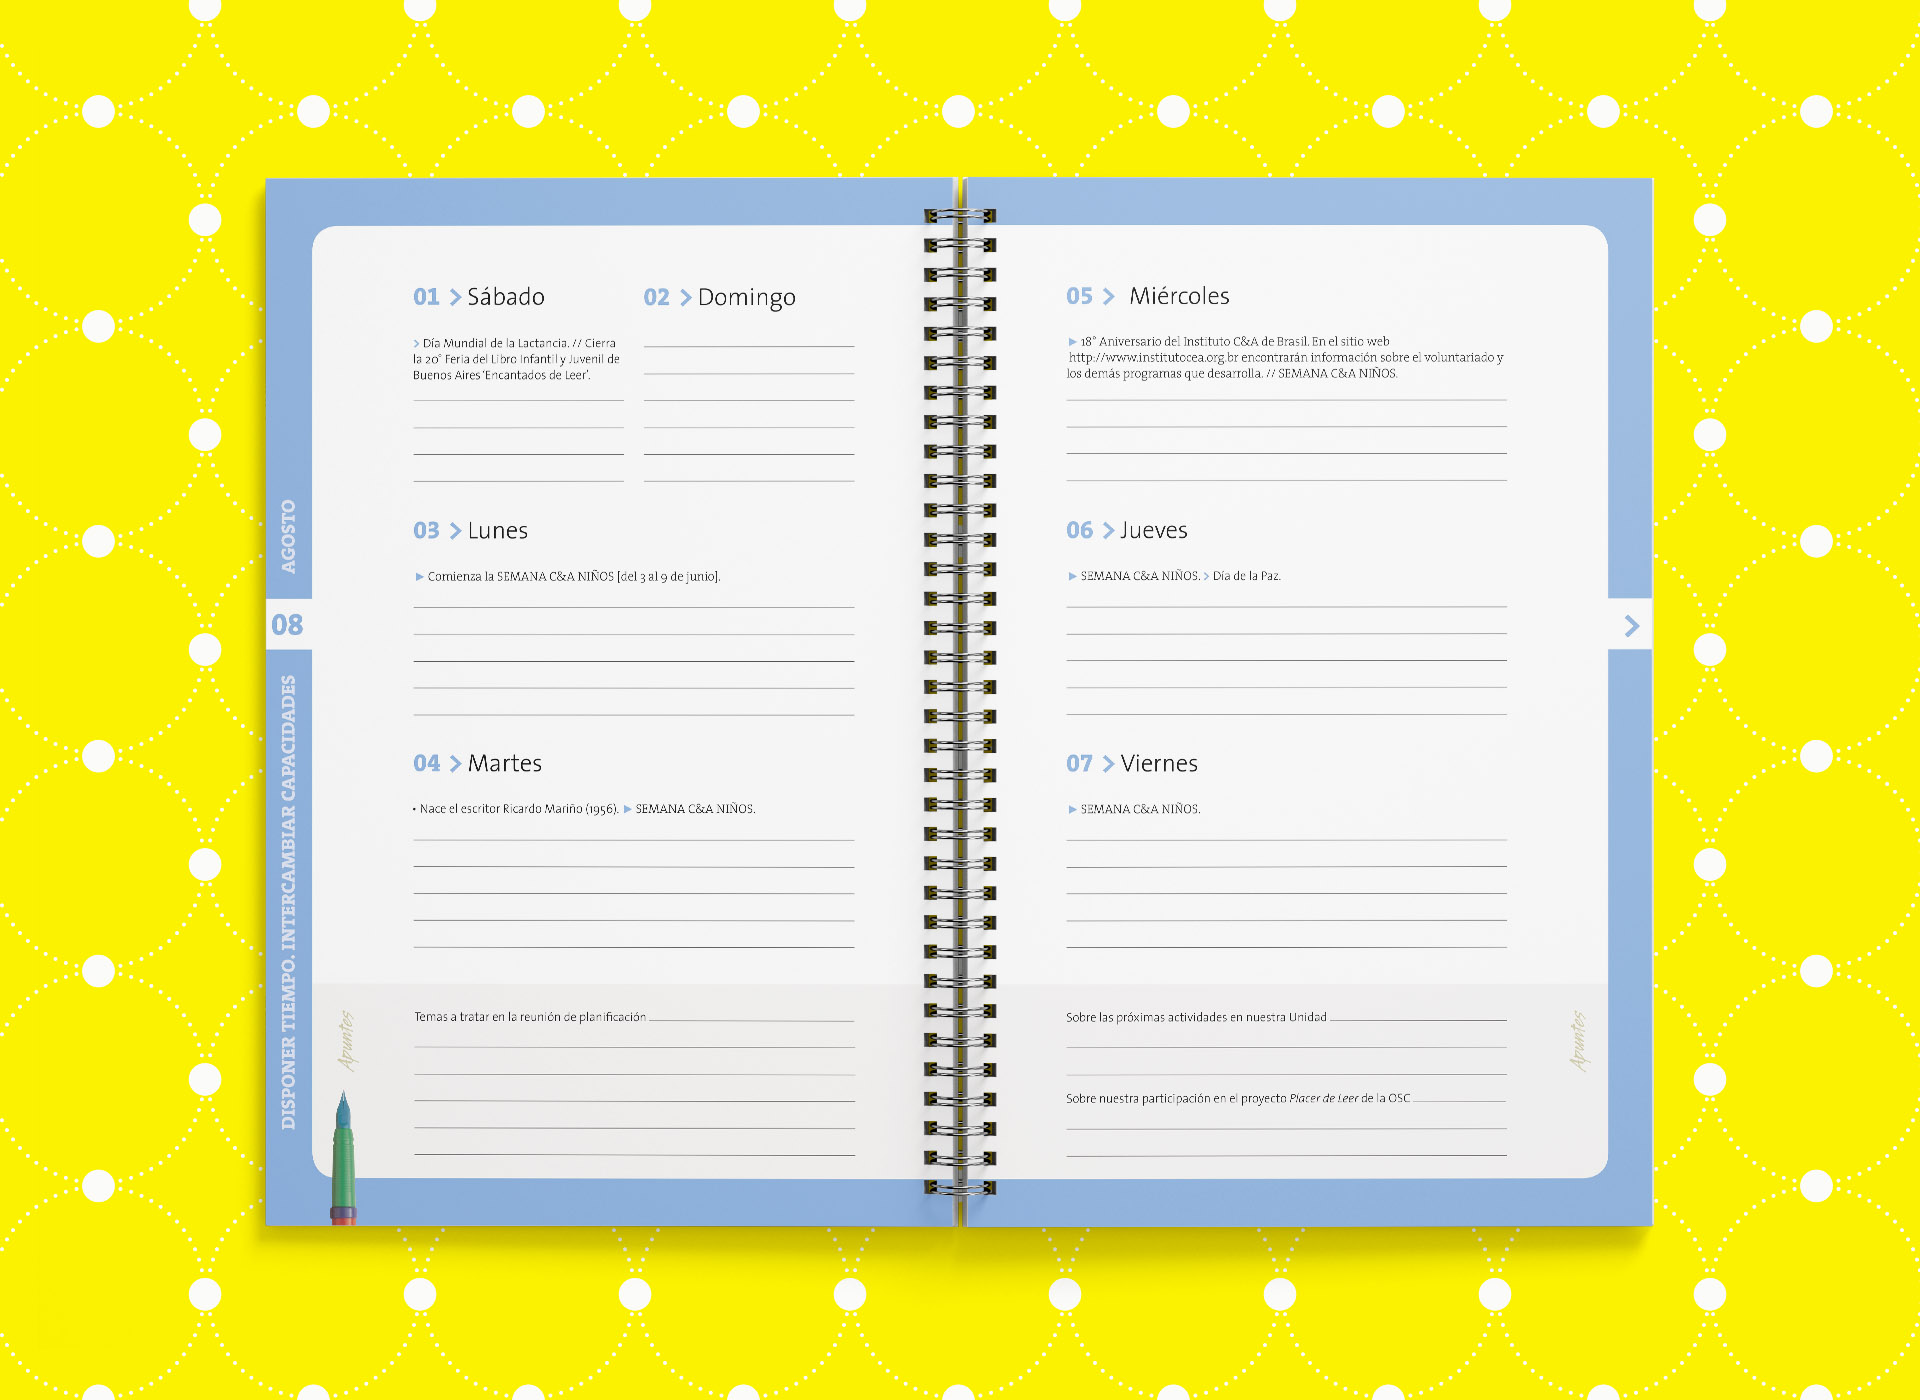 AGOSTO
08
DISPONER TIEMPO. INTERCAMBIAR CAPACIDADES
01 > Sábado
> Día Mundial de la Lactancia. // Cierra
la 20° Feria del Libro Infantil y Juvenil de
Buenos Aires ‘Encantados de Leer’.
02 > Domingo
03 > Lunes
▶ Comienza la SEMANA C&A NIÑOS [del 3 al 9 de junio].
04 > Martes
• Nace el escritor Ricardo Mariño (1956). ▶ SEMANA C&A NIÑOS.
Apuntes
Temas a tratar en la reunión de planificación
05 > Miércoles
▶ 18° Aniversario del Instituto C&A de Brasil. En el sitio web
http://www.institutocea.org.br encontrarán información sobre el voluntariado y
los demás programas que desarrolla. // SEMANA C&A NIÑOS.
06 > Jueves
▶ SEMANA C&A NIÑOS. > Día de la Paz.
07 > Viernes
▶ SEMANA C&A NIÑOS.
Sobre las próximas actividades en nuestra Unidad
Sobre nuestra participación en el proyecto Placer de Leer de la OSC
Apuntes
>